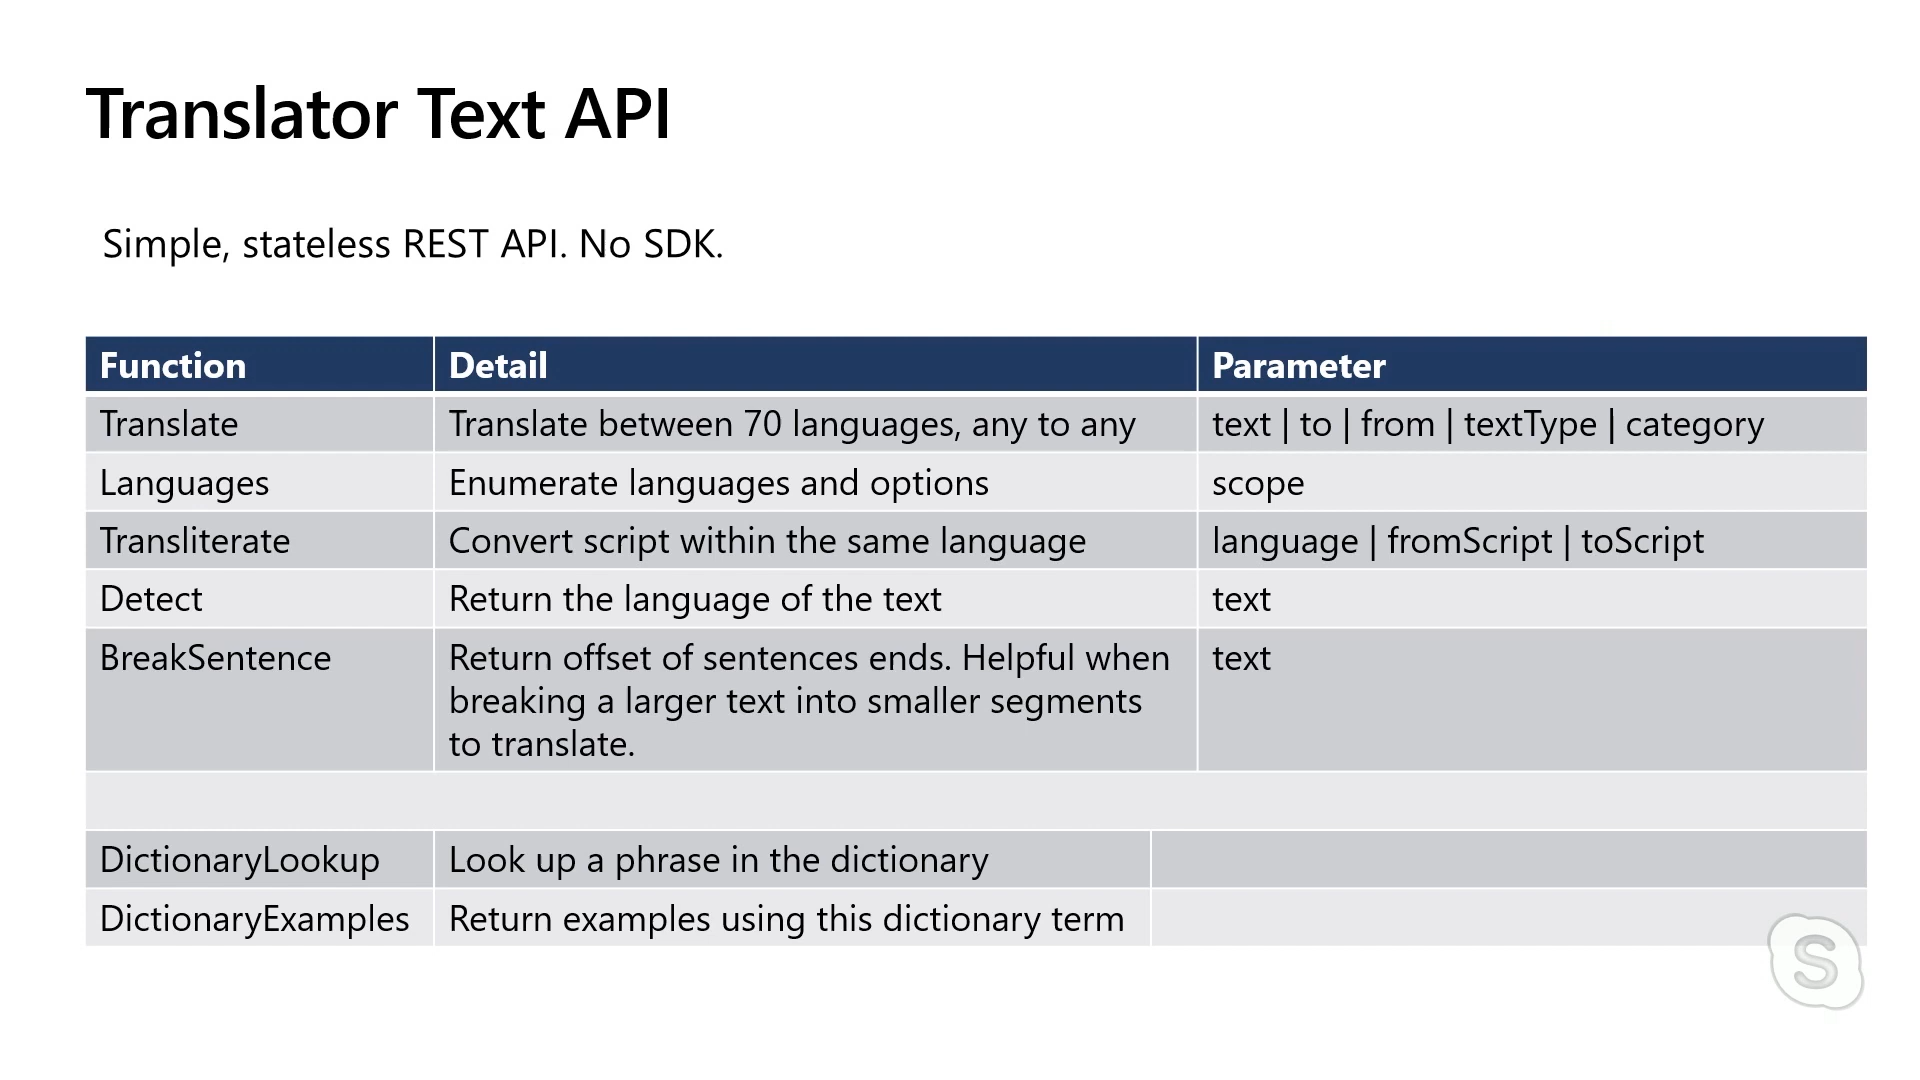 Translator Text API
Simple, stateless REST API. No SDK.
Function Detail Parameter
Translate Translate between 70 languages, any to any text | to | from | textType | category
Languages Enumerate languages and options scope
Transliterate Convert script within the same language language | fromScript | toScript
Detect Return the language of the text text
BreakSentence Return offset of sentences ends. Helpful when text
breaking a larger text into smaller segments
to translate.
DictionaryLookup Look up a phrase in the dictionary
DictionaryExamples Return examples using this dictionary term
S